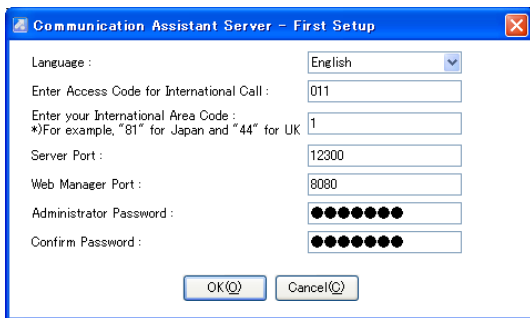 Communication Assistant Server - First Setup
Language : English
Enter Access Code for International Call : 011
Enter your International Area Code :
*)For example, "81" for Japan and "44" for UK 1
Server Port : 12300
Web Manager Port : 8080
Administrator Password : ●●●●●●●
Confirm Password : ●●●●●●●
OK(O) Cancel(C)